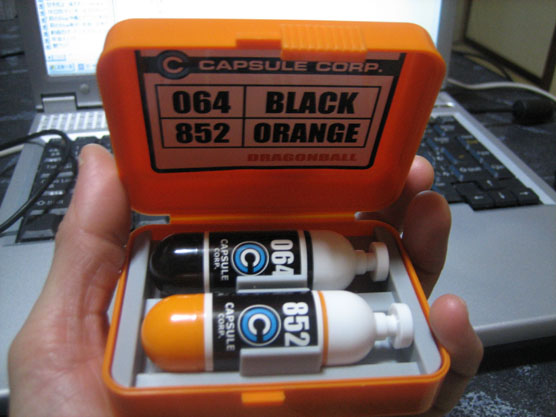 C CAPSULE CORP.
064 BLACK
852 ORANGE
DRAGONBALL
CAPSULE CORP.
C
064
CAPSULE CORP.
C
852